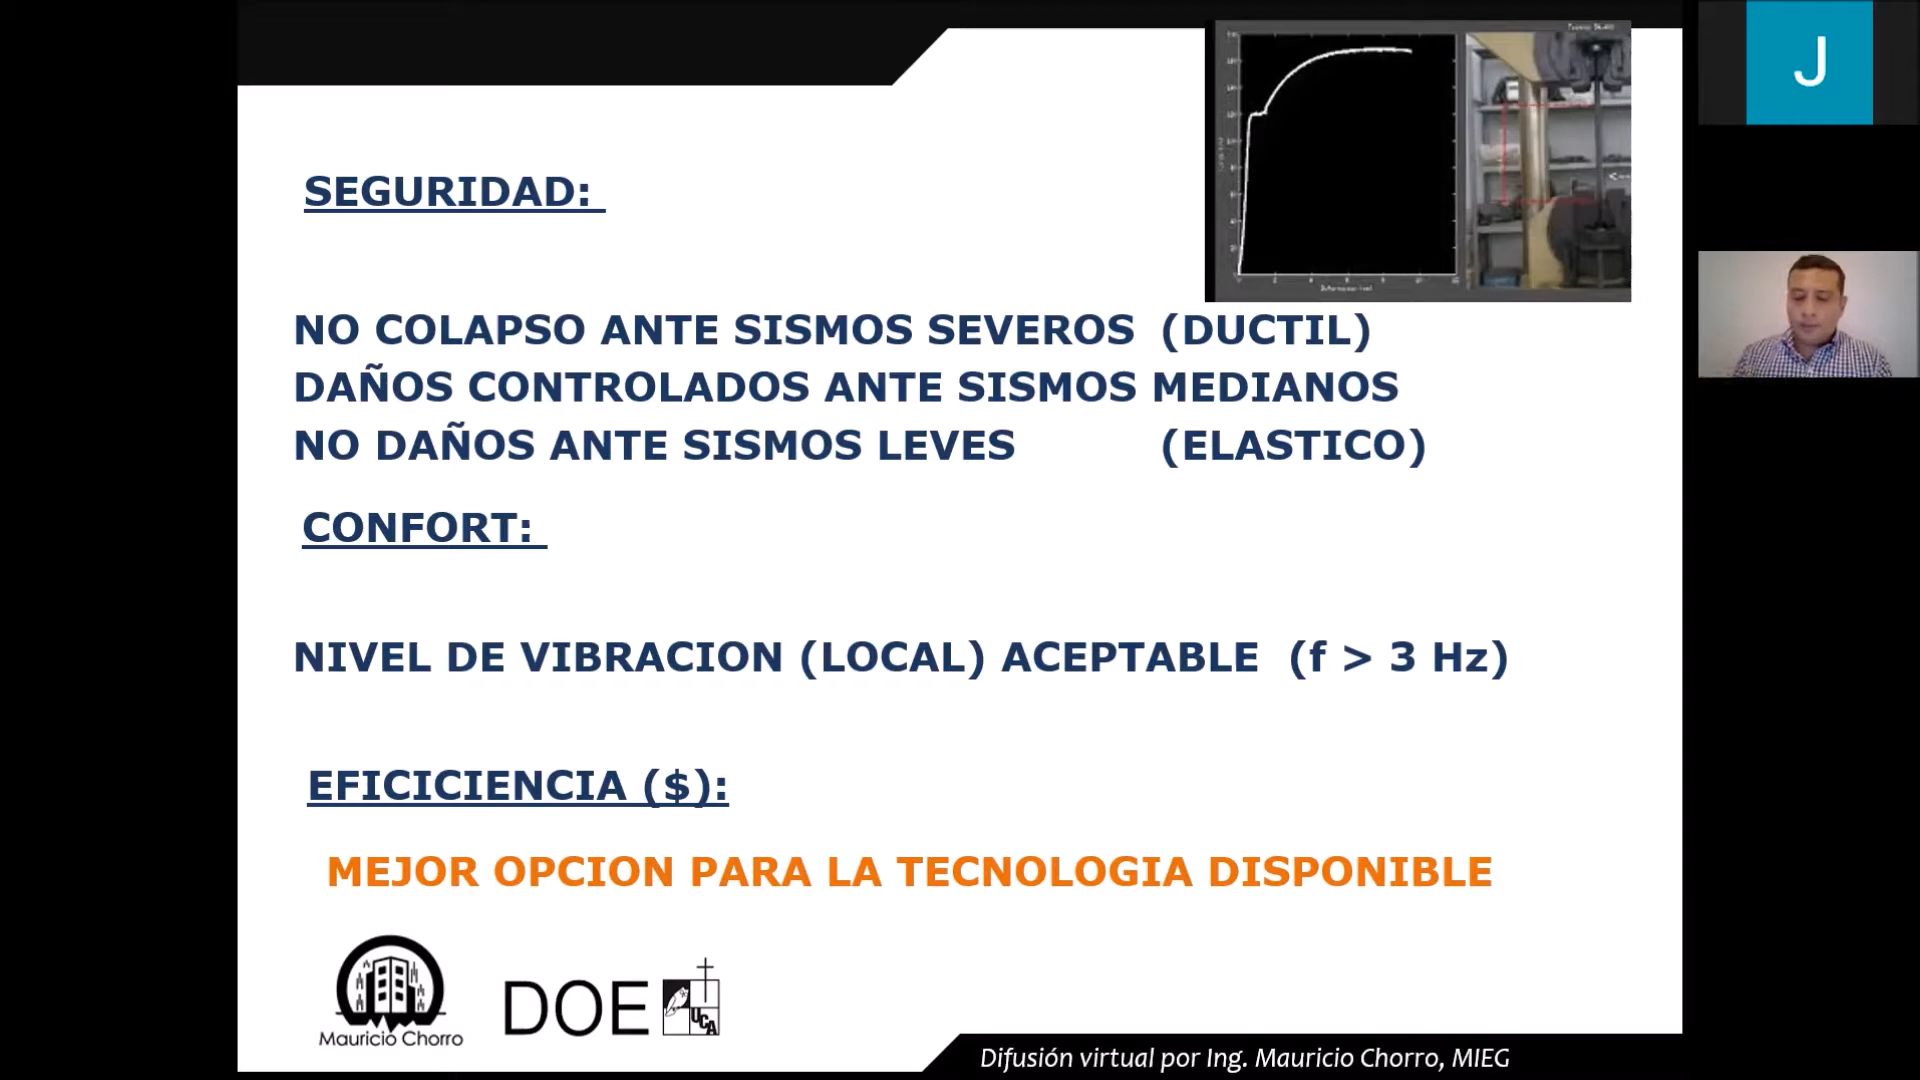 SEGURIDAD:
NO COLAPSO ANTE SISMOS SEVEROS (DUCTIL)
DAÑOS CONTROLADOS ANTE SISMOS MEDIANOS
NO DAÑOS ANTE SISMOS LEVES (ELASTICO)
CONFORT:
NIVEL DE VIBRACION (LOCAL) ACEPTABLE (f > 3 Hz)
EFICICIENCIA ($):
MEJOR OPCION PARA LA TECNOLOGIA DISPONIBLE
Mauricio Chorro
DOE
UCA
Difusión virtual por Ing. Mauricio Chorro, MIEG
J